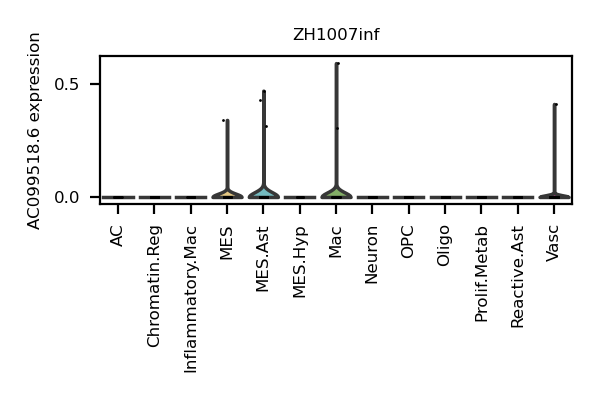 ZH1007inf
AC099518.6 expression
0.5
0.0
AC
Chromatin.Reg
Inflammatory.Mac
MES
MES.Ast
MES.Hyp
Mac
Neuron
OPC
Oligo
Prolif.Metab
Reactive.Ast
Vasc